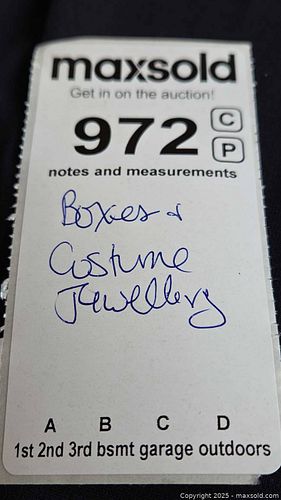 maxsold
Get in on the auction!
972 C
P
notes and measurements
Boxes &
Costume
Jewellery
A B C D
1st 2nd 3rd bsmt garage outdoors
Copyright 2025 - maxsold.com